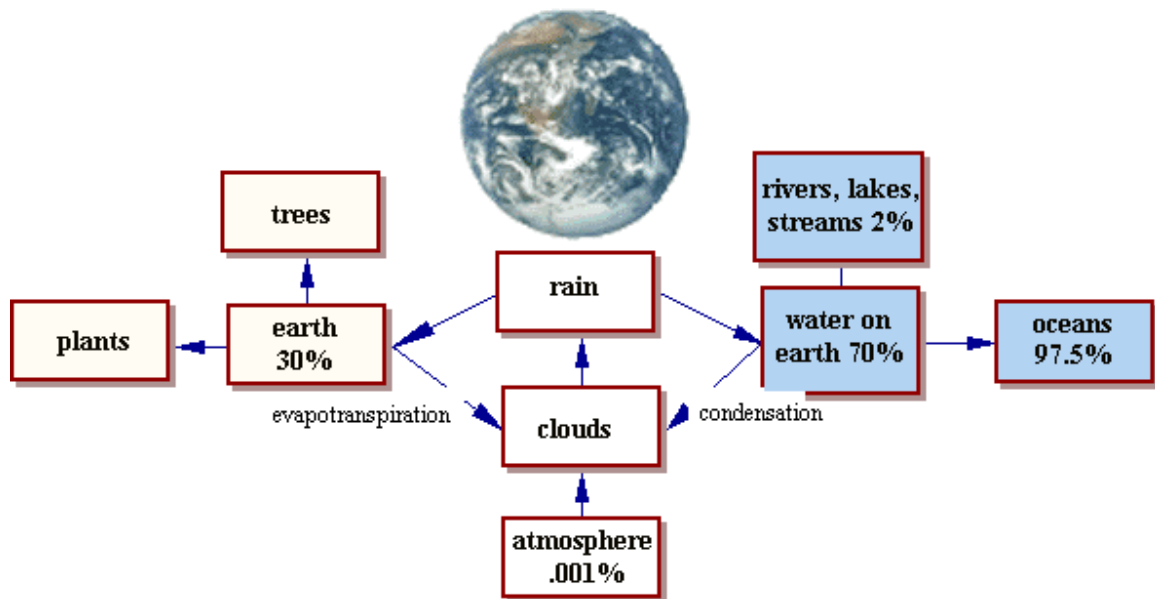 rivers, lakes,
streams 2%
trees
rain
plants
earth
30%
water on
earth 70%
oceans
97.5%
evapotranspiration
clouds
condensation
atmosphere
.001%